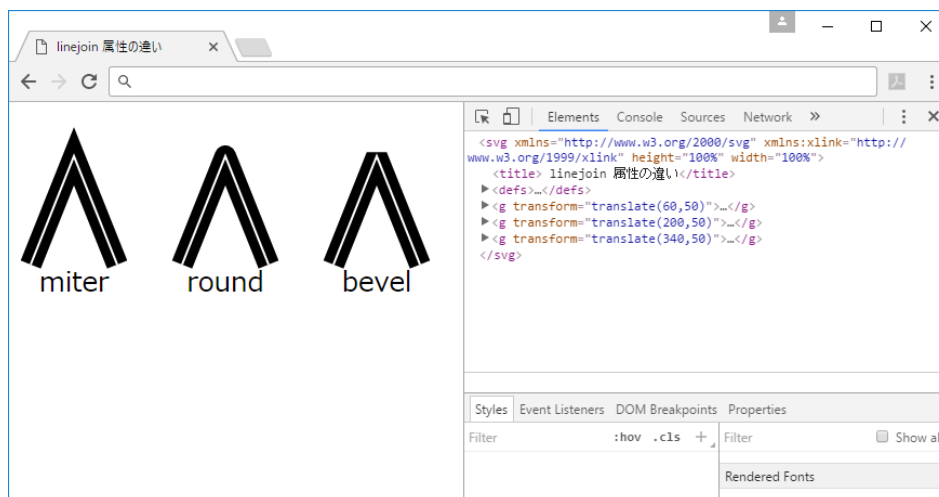 linejoin 属性の違い
miter
round
bevel
Elements Console Sources Network »
<svg xmlns="http://www.w3.org/2000/svg" xmlns:xlink="http://
www.w3.org/1999/xlink" height="100%" width="100%">
<title> linejoin 属性の違い</title>
▶<defs>…</defs>
▶<g transform="translate(60,50)">…</g>
▶<g transform="translate(200,50)">…</g>
▶<g transform="translate(340,50)">…</g>
</svg>
Styles Event Listeners DOM Breakpoints Properties
Filter :hov .cls +
Filter Show al
Rendered Fonts